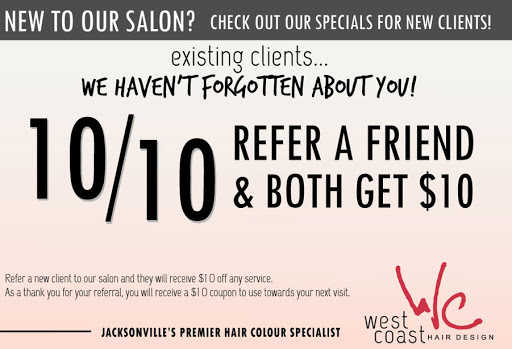 NEW TO OUR SALON? CHECK OUT OUR SPECIALS FOR NEW CLIENTS!
existing clients...
WE HAVEN'T FORGOTTEN ABOUT YOU!
10/10
REFER A FRIEND
& BOTH GET $10
Refer a new client to our salon and they will receive $10 off any service.
As a thank you for your referral, you will receive a $10 coupon to use towards your next visit.
JACKSONVILLE'S PREMIER HAIR COLOUR SPECIALIST
WC
west
coast HAIR DESIGN